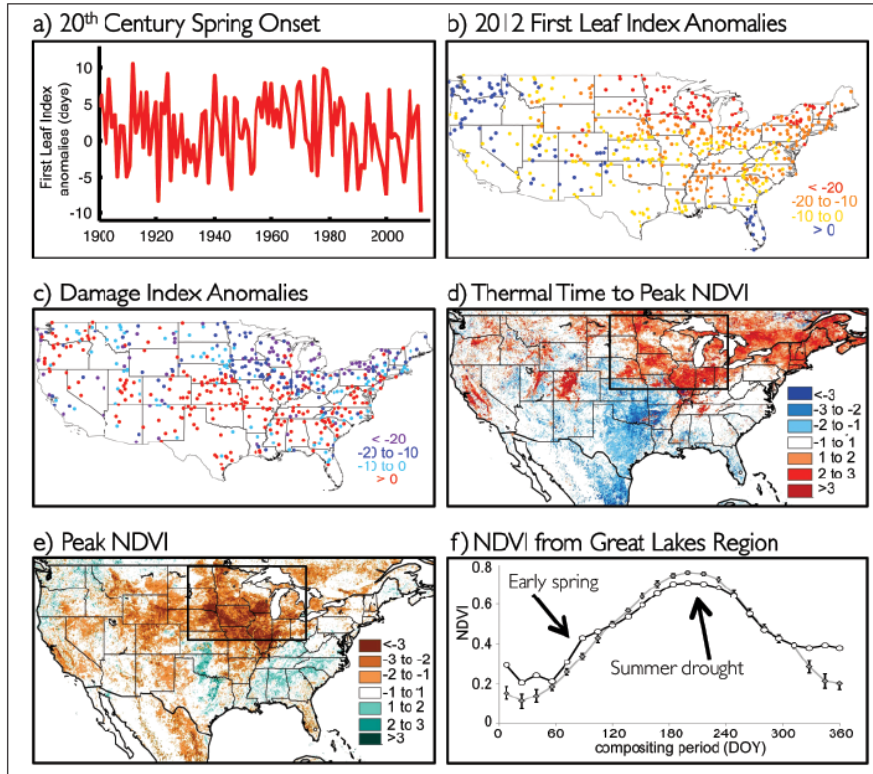 a) 20th Century Spring Onset
First Leaf Index
anomalies (days)
10
5
0
-5
-10
1900
1920
1940
1960
1980
2000
b) 2012 First Leaf Index Anomalies
< -20
-20 to -10
-10 to 0
> 0
c) Damage Index Anomalies
< -20
-20 to -10
-10 to 0
> 0
d) Thermal Time to Peak NDVI
<-3
-3 to -2
-2 to -1
-1 to 1
1 to 2
2 to 3
>3
e) Peak NDVI
<-3
-3 to -2
-2 to -1
-1 to 1
1 to 2
2 to 3
>3
f) NDVI from Great Lakes Region
NDVI
0.8
0.6
0.4
0.2
0
Early spring
Summer drought
0
60
120
180
240
300
360
compositing period (DOY)